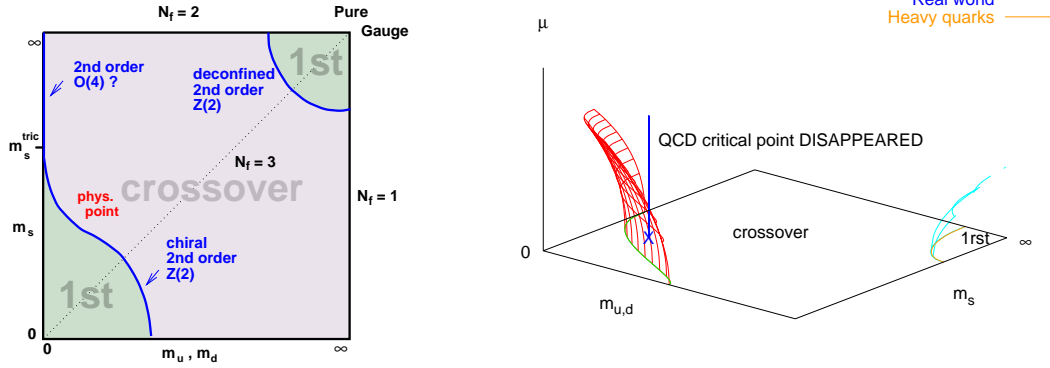 N_f = 2
Pure
Gauge
∞
1st
2nd order
O(4) ?
deconfined
2nd order
Z(2)
m_s^tric
N_f = 3
crossover
phys.
point
N_f = 1
m_s
chiral
2nd order
Z(2)
1st
0
0
m_u , m_d
∞
Real world
Heavy quarks
μ
QCD critical point DISAPPEARED
crossover
X
1rst
∞
0
m_u,d
m_s